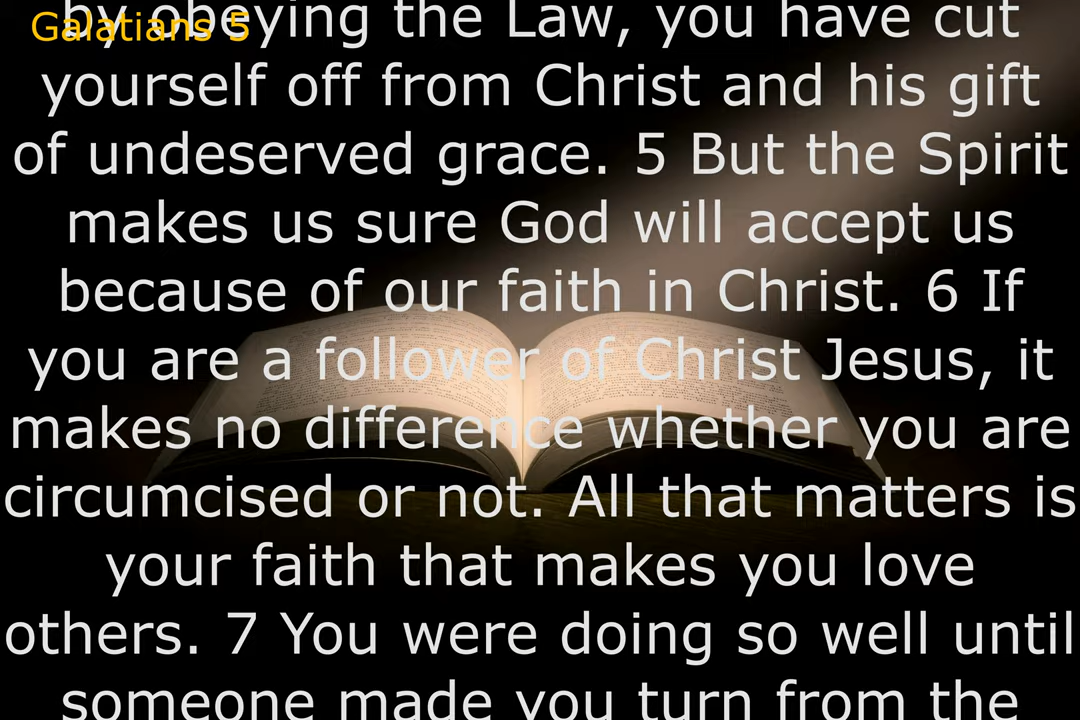 Galatians 5
by obeying the Law, you have cut
yourself off from Christ and his gift
of undeserved grace. 5 But the Spirit
makes us sure God will accept us
because of our faith in Christ. 6 If
you are a follower of Christ Jesus, it
makes no difference whether you are
circumcised or not. All that matters is
your faith that makes you love
others. 7 You were doing so well until
someone made you turn from the